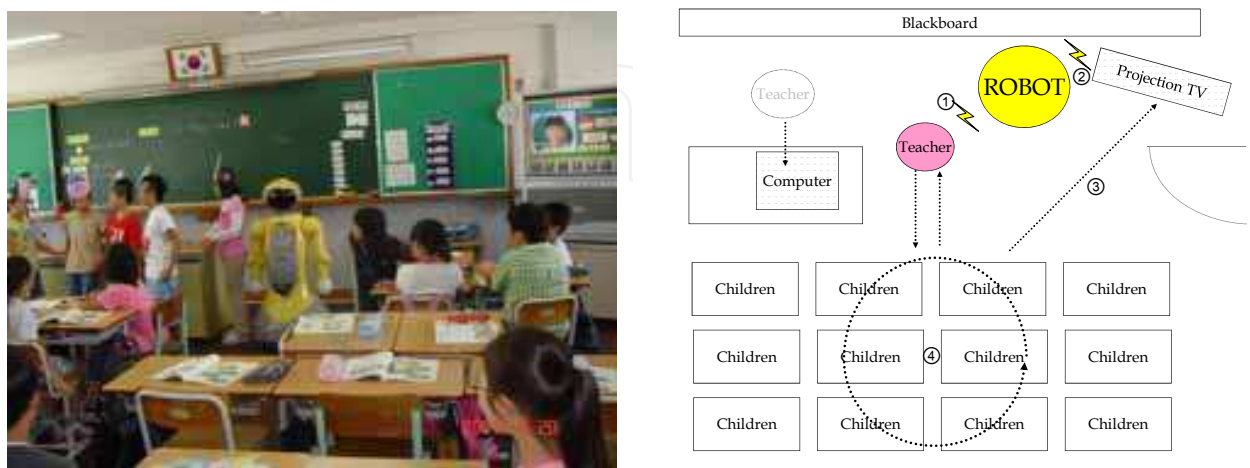 Blackboard
Teacher
ROBOT
Projection TV
①
②
Teacher
Computer
③
Children
Children
Children
Children
Children
Children
④
Children
Children
Children
Children
Children
Children